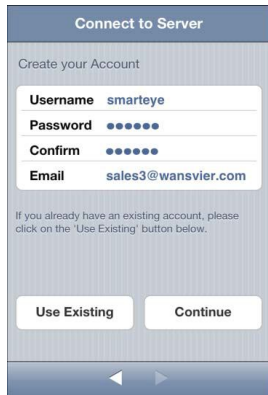 Connect to Server
Create your Account
Username smarteye
Password ●●●●●●
Confirm ●●●●●●
Email sales3@wansvier.com
If you already have an existing account, please
click on the 'Use Existing' button below.
Use Existing Continue